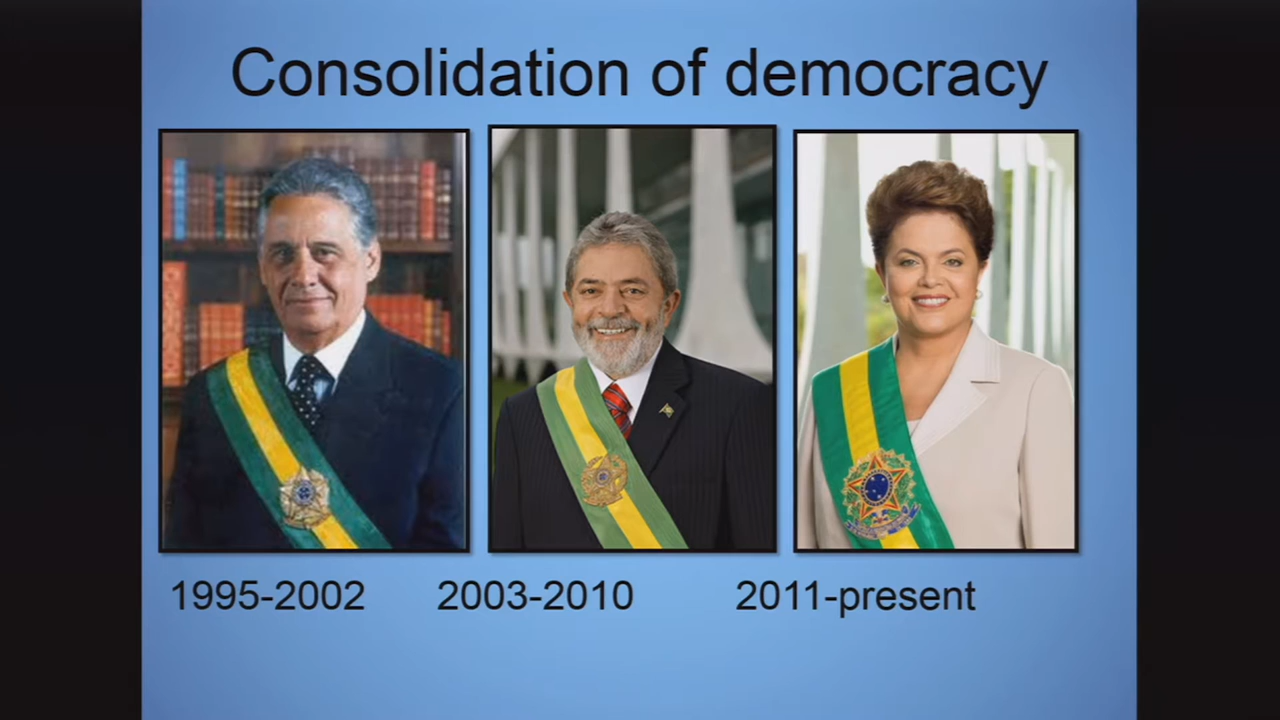 Consolidation of democracy
1995-2002
2003-2010
2011-present